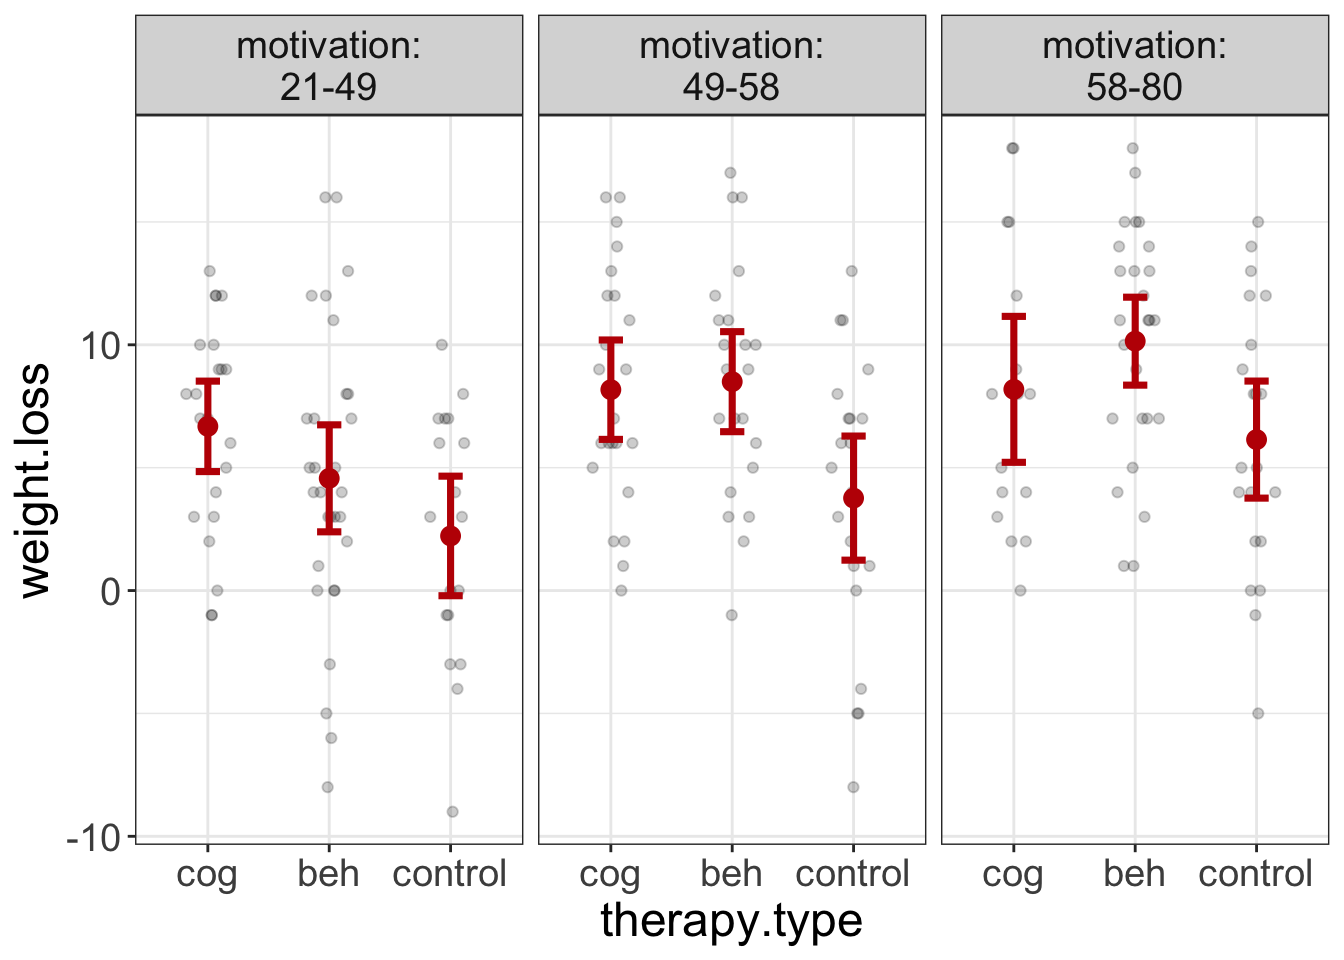 motivation:
21-49
motivation:
49-58
motivation:
58-80
weight.loss
10
0
-10
cog beh control
cog beh control
cog beh control
therapy.type